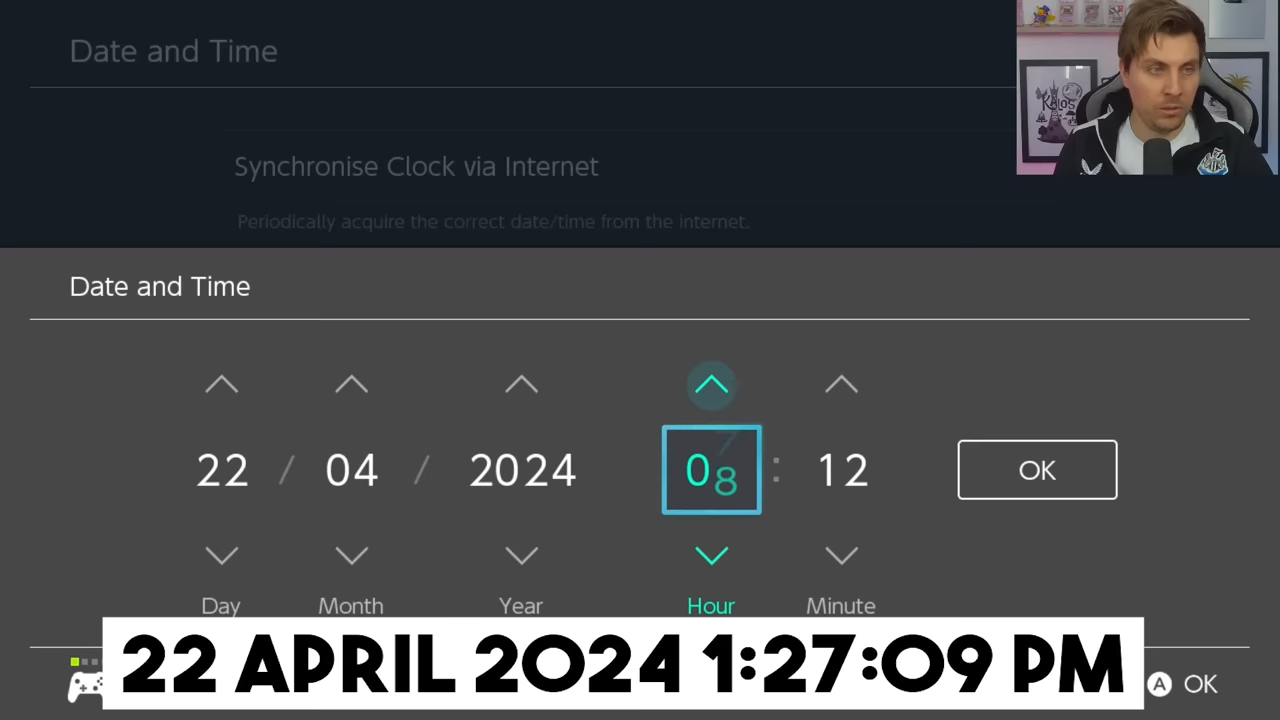 Date and Time
Kalos
Synchronise Clock via Internet
Periodically acquire the correct date/time from the internet.
Date and Time
22 / 04 / 2024 08 : 12 OK
Day Month Year Hour Minute
22 APRIL 2024 1:27:09 PM
A OK